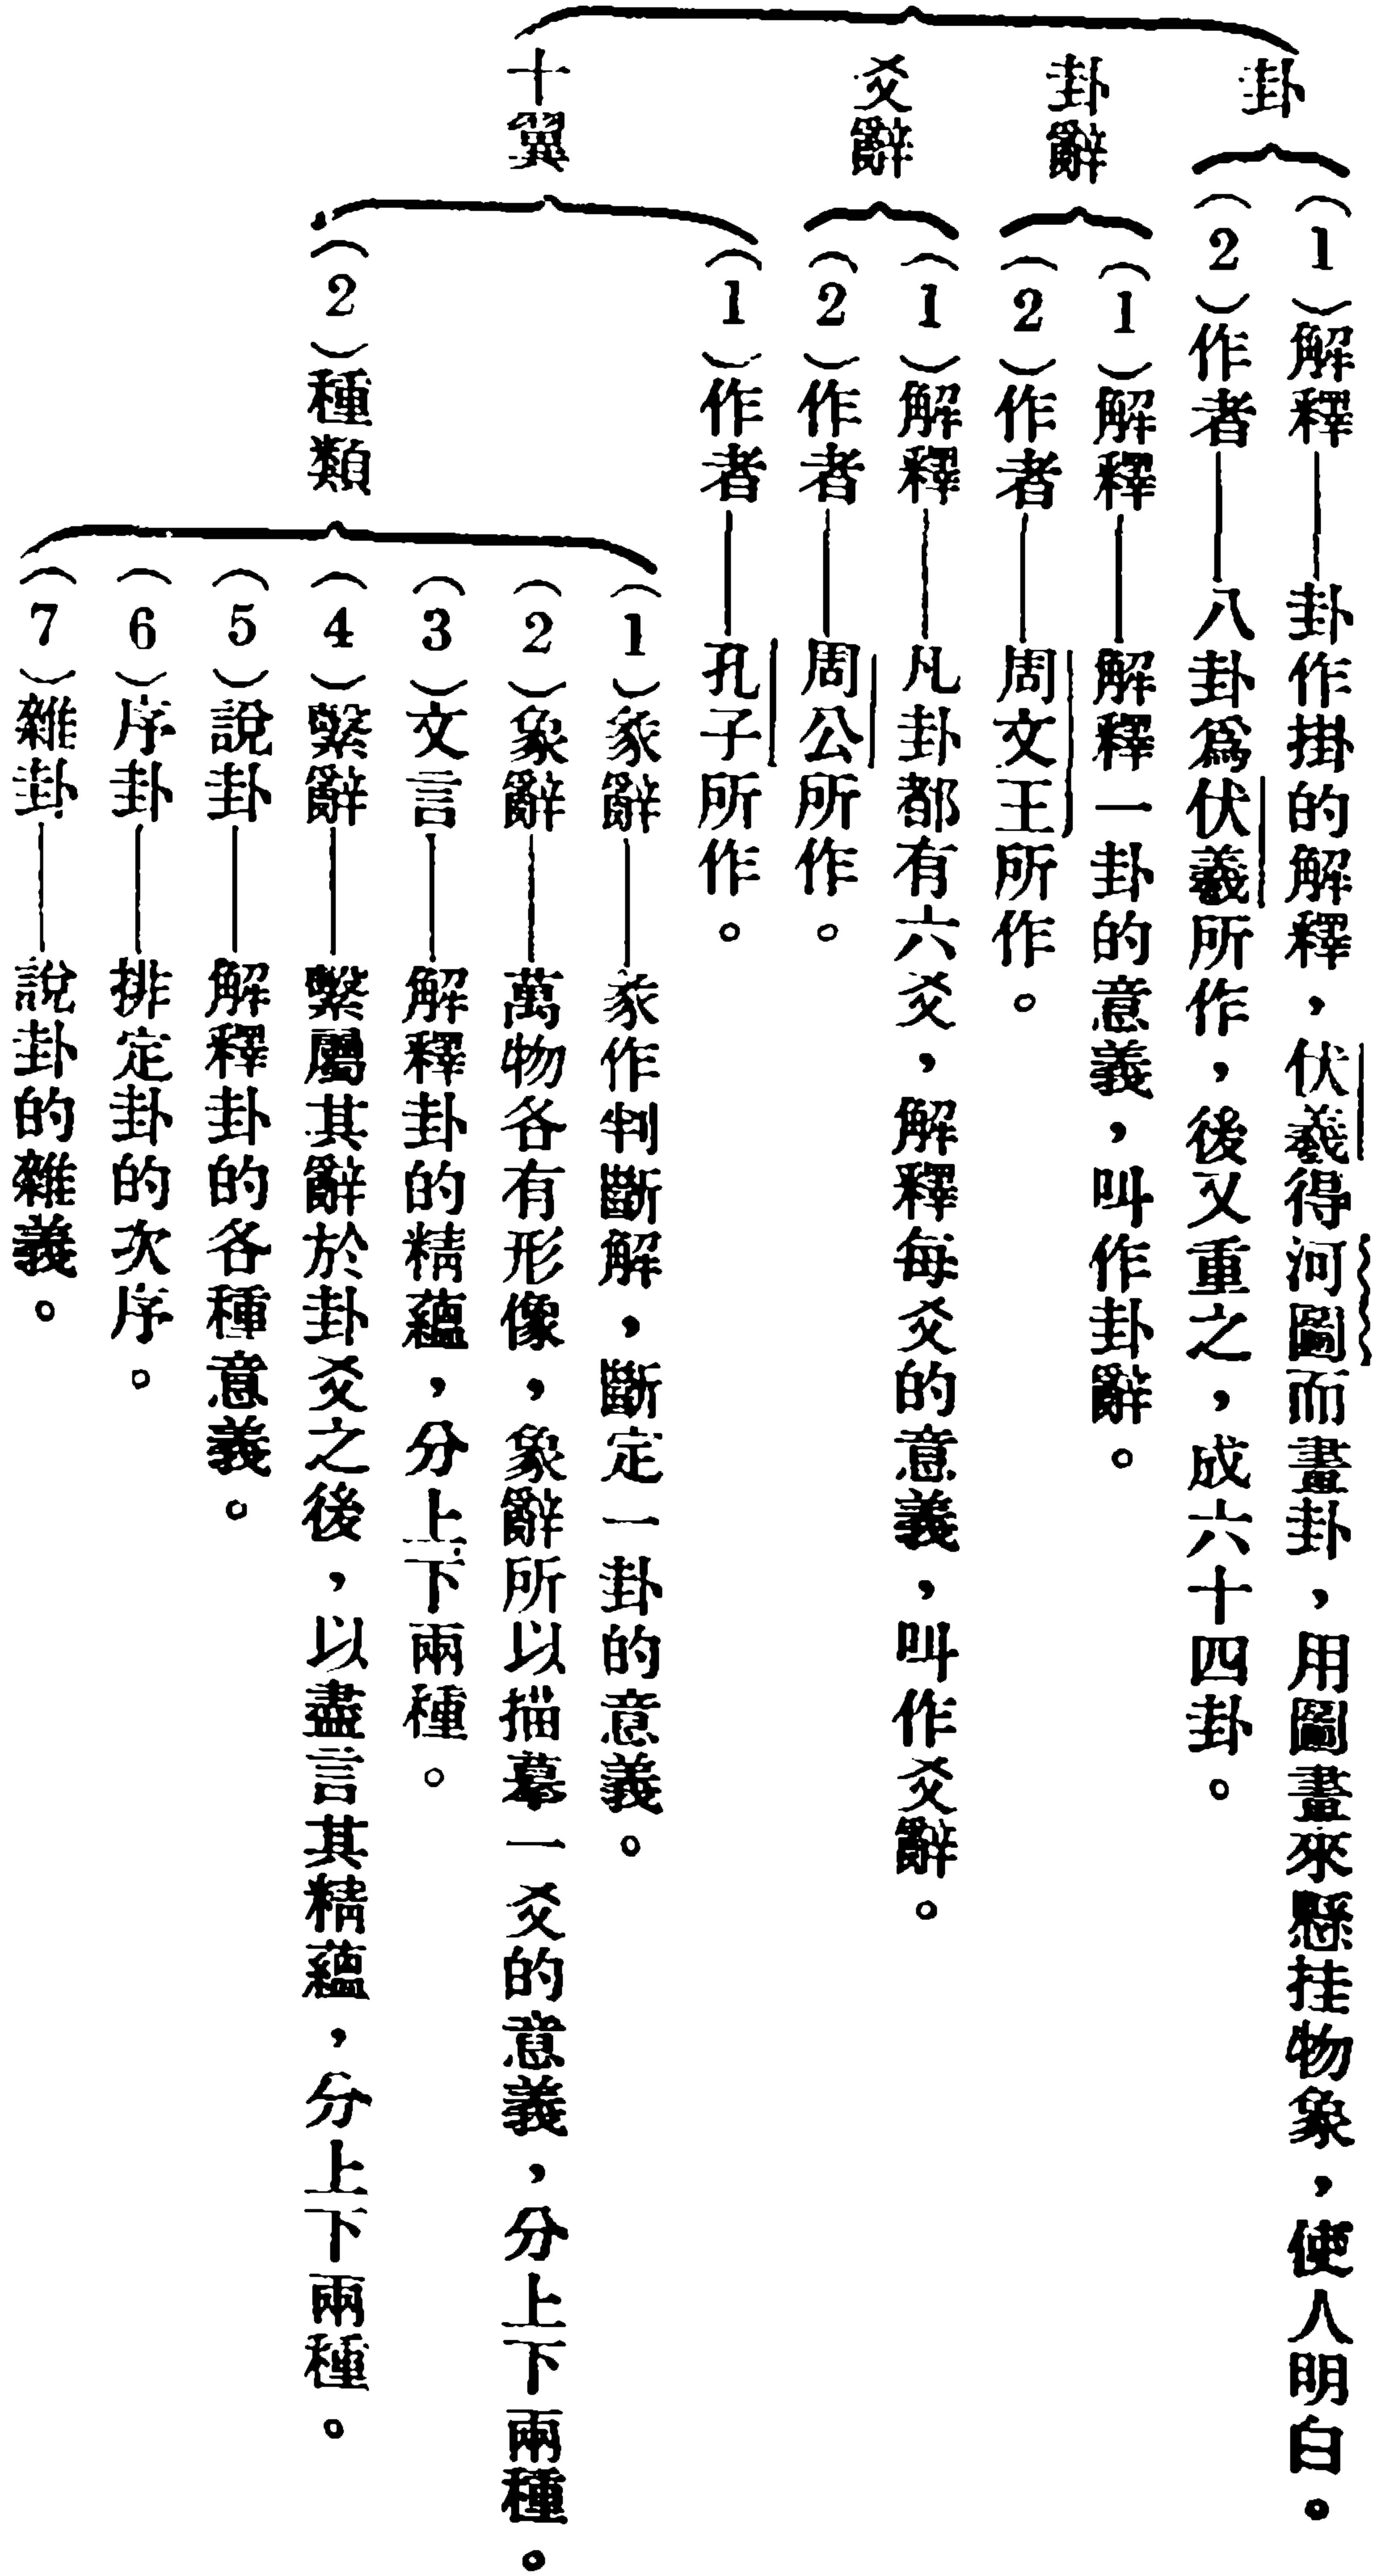 卦
（1）解釋——卦作掛的解釋，伏羲得河圖而畫卦，用圖畫來懸挂物象，使人明白。
（2）作者——八卦爲伏羲所作，後又重之，成六十四卦。
卦辭
（1）解釋——解釋一卦的意義，叫作卦辭。
（2）作者——周文王所作。
爻辭
（1）解釋——凡卦都有六爻，解釋每爻的意義，叫作爻辭。
（2）作者——周公所作。
十翼
（1）作者——孔子所作。
（2）種類
（1）彖辭——彖作判斷解，斷定一卦的意義。
（2）象辭——萬物各有形像，象辭所以描摹一爻的意義，分上下兩種。
（3）文言——解釋卦的精蘊，分上下兩種。
（4）繫辭——繫屬其辭於卦爻之後，以盡言其精蘊，分上下兩種。
（5）說卦——解釋卦的各種意義。
（6）序卦——排定卦的次序。
（7）雜卦——說卦的雜義。